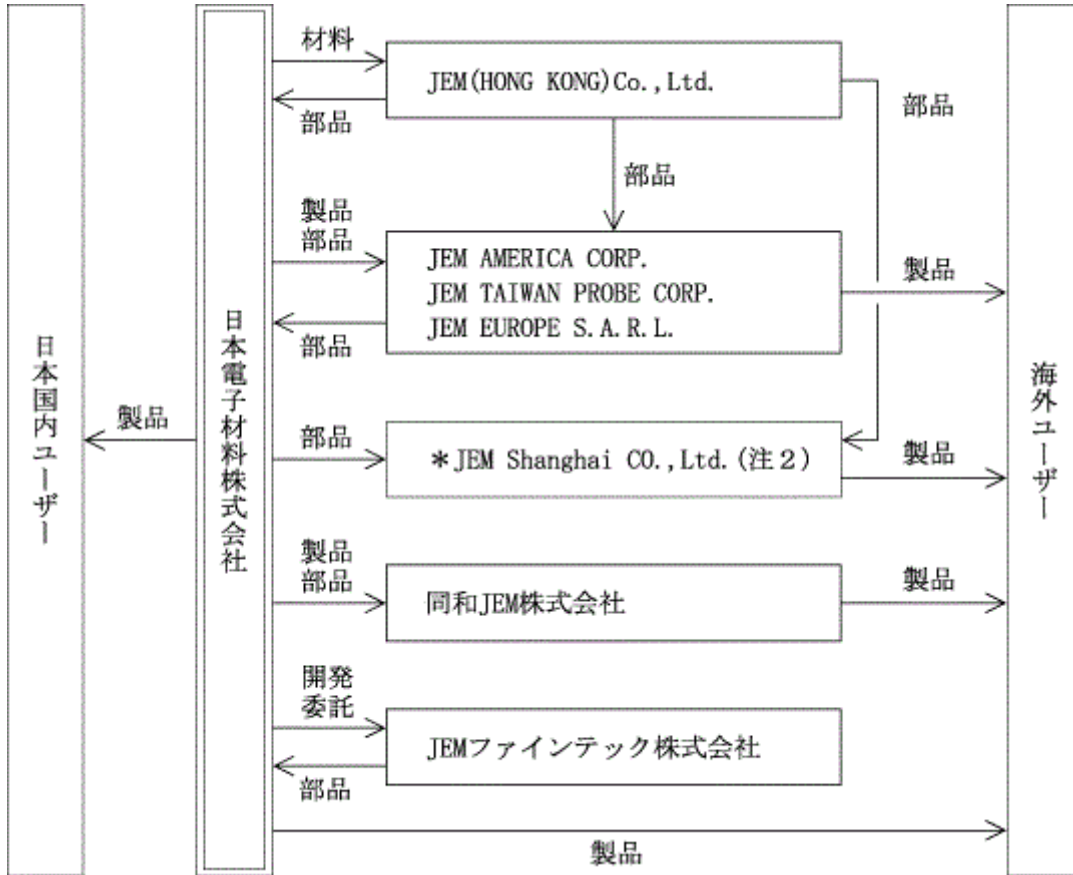 日本国内ユーザー
製品
日本電子材料株式会社
材料
部品
JEM(HONG KONG)Co.,Ltd.
部品
部品
製品
部品
部品
JEM AMERICA CORP.
JEM TAIWAN PROBE CORP.
JEM EUROPE S.A.R.L.
製品
部品
*JEM Shanghai CO.,Ltd.(注2)
製品
製品
部品
同和JEM株式会社
製品
開発
委託
部品
JEMファインテック株式会社
製品
海外ユーザー